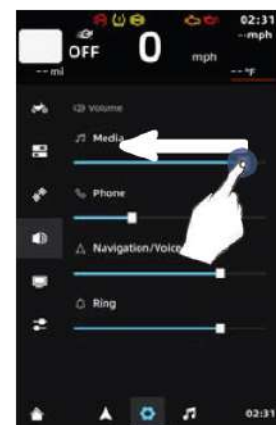 02:31
--mph
OFF 0 mph
-- mi
--°F
Volume
Media
Phone
Navigation/Voice
Ring
02:31